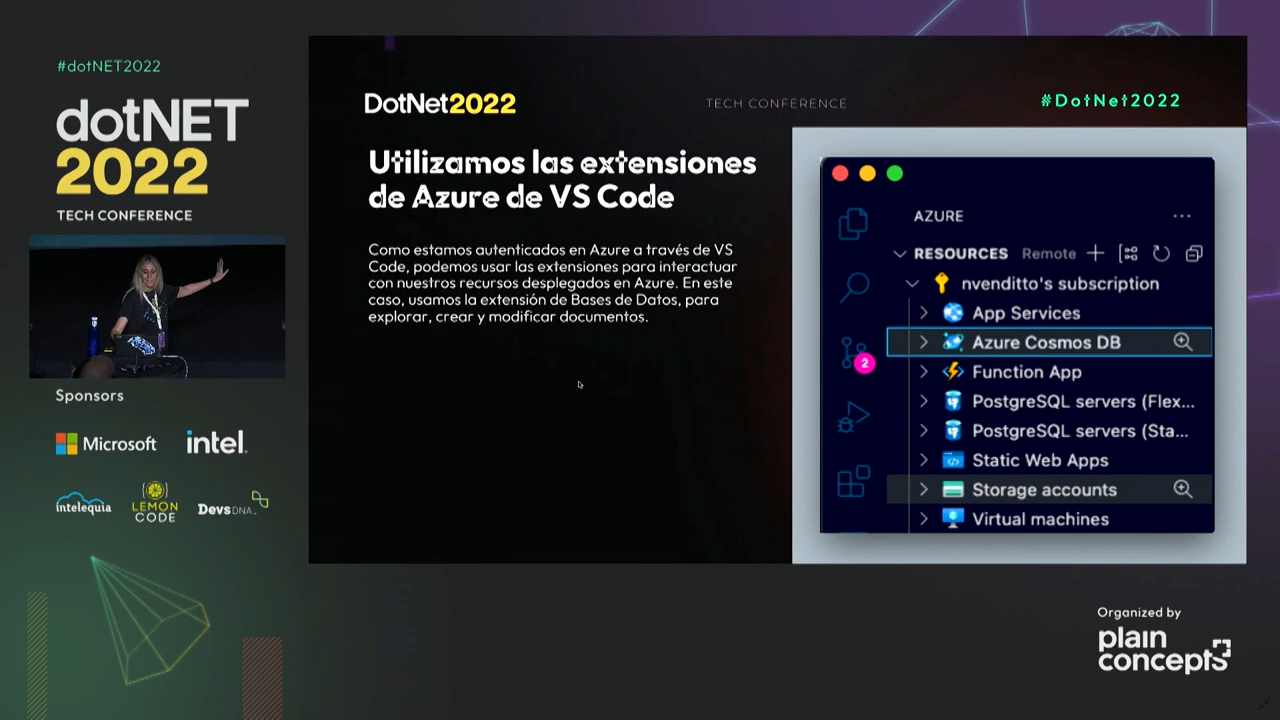 #dotNET2022
dotNET
2022
TECH CONFERENCE
Sponsors
Microsoft
intel.
intelequia
LEMON
CODE
DevsDNA
DotNet2022
TECH CONFERENCE
#DotNet2022
Utilizamos las extensiones
de Azure de VS Code
Como estamos autenticados en Azure a través de VS
Code, podemos usar las extensiones para interactuar
con nuestros recursos desplegados en Azure. En este
caso, usamos la extensión de Bases de Datos, para
explorar, crear y modificar documentos.
AZURE
RESOURCES Remote
nvenditto's subscription
App Services
Azure Cosmos DB
Function App
PostgreSQL servers (Flex...
PostgreSQL servers (Sta...
Static Web Apps
Storage accounts
Virtual machines
2
Organized by
plain
concepts